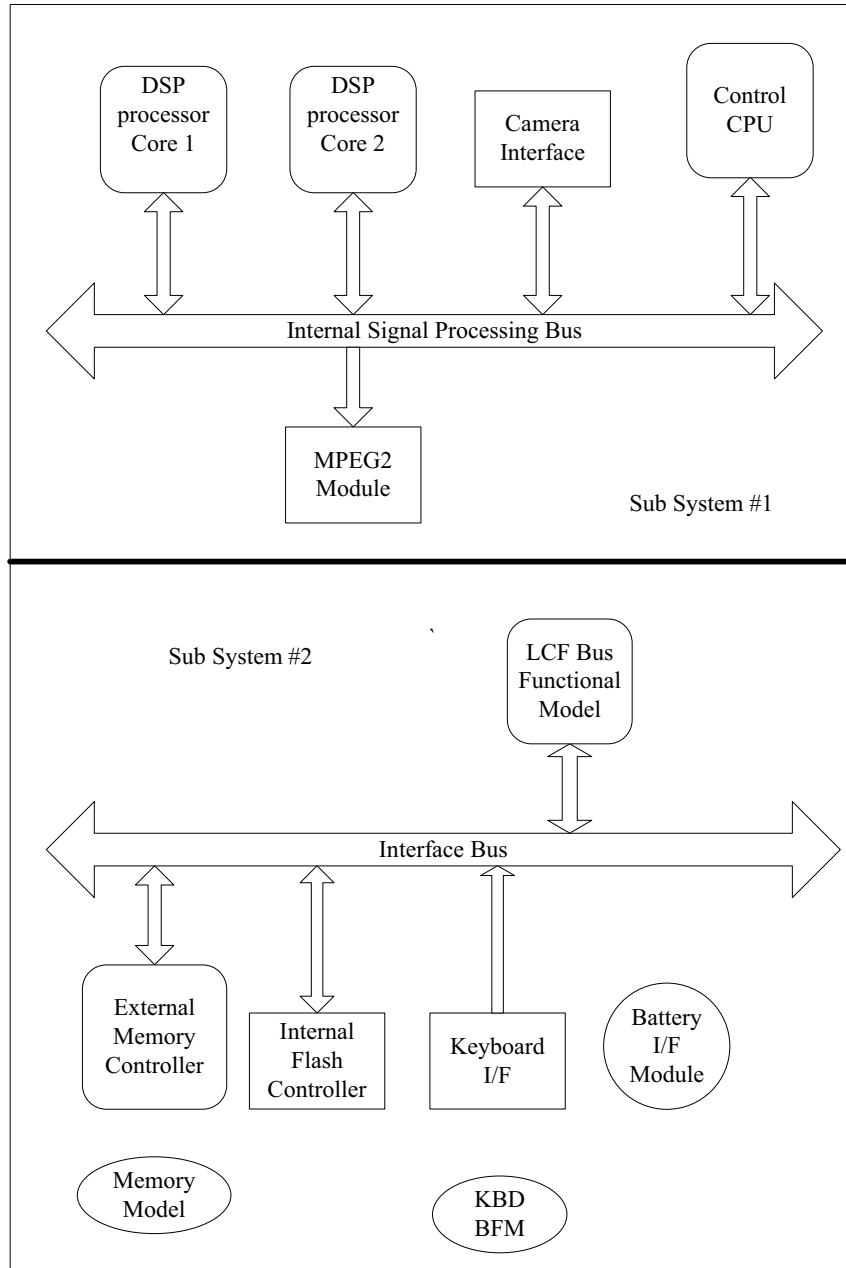 DSP
processor
Core 1
DSP
processor
Core 2
Camera
Interface
Control
CPU
Internal Signal Processing Bus
MPEG2
Module
Sub System #1
Sub System #2
`
LCF Bus
Functional
Model
Interface Bus
External
Memory
Controller
Internal
Flash
Controller
Keyboard
I/F
Battery
I/F
Module
Memory
Model
KBD
BFM